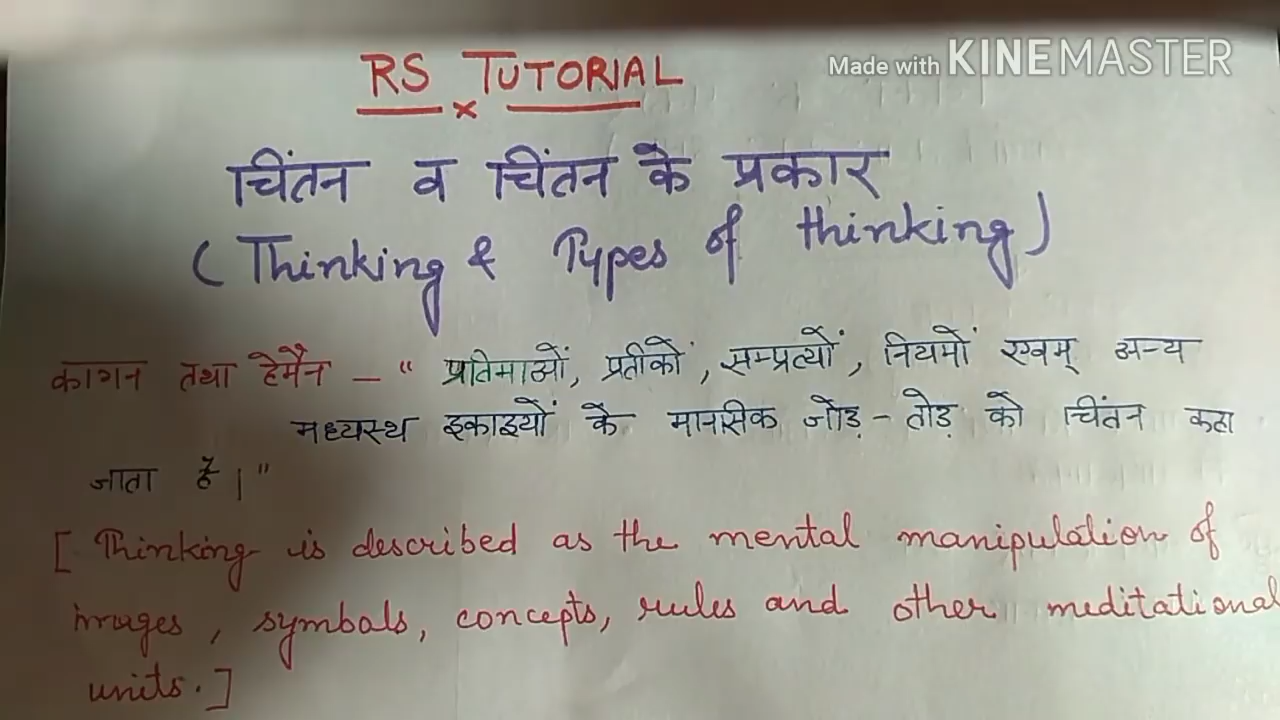 RS TUTORIAL
Made with KINEMASTER
चिंतन व चिंतन के प्रकार
(Thinking & Types of thinking)
कागन तथा हेमैन – " प्रतिमाओं, प्रतीकों, सम्प्रत्यों, नियमों एवम् अन्य
मध्यस्थ इकाइयों के मानसिक जोड़ - तोड़ को चिंतन कहा
जाता है।"
[ Thinking is described as the mental manipulation of
images, symbols, concepts, rules and other meditational
units. ]